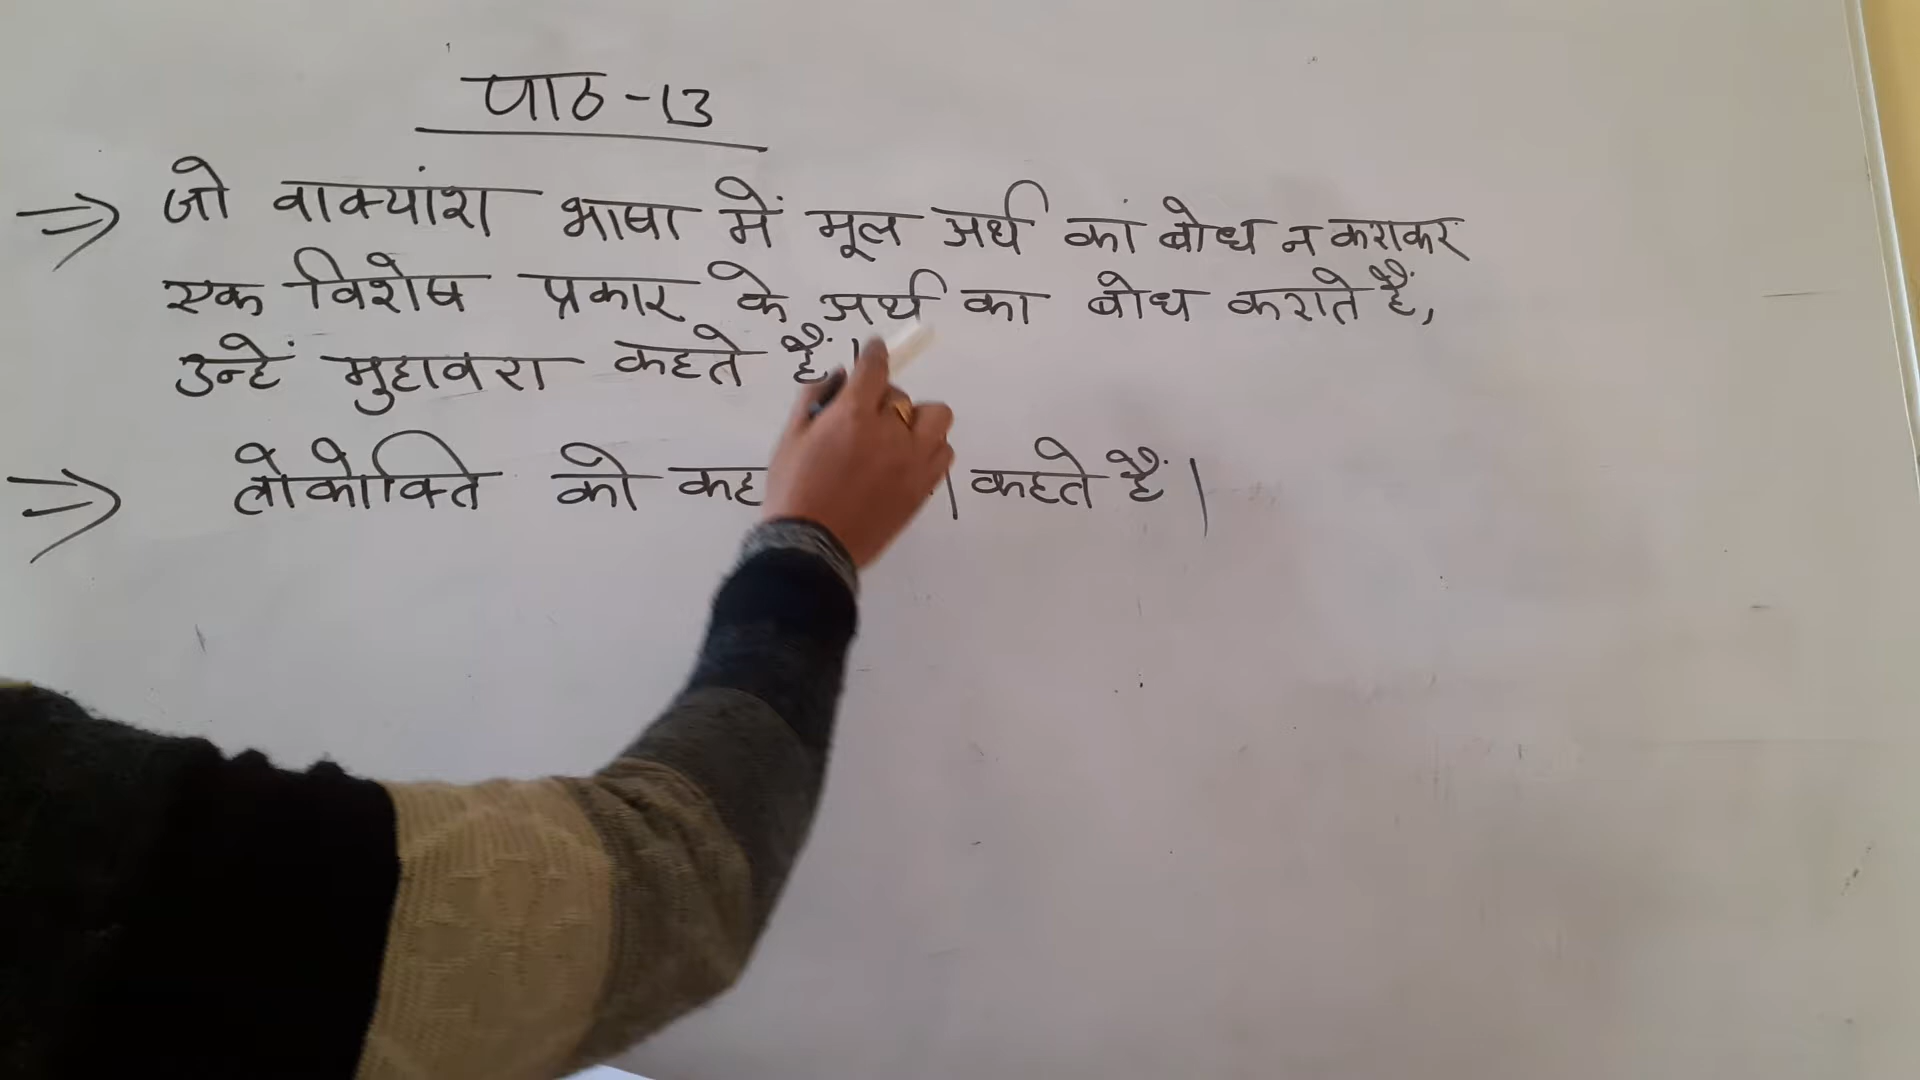 पाठ -13
⇒ जो वाक्यांश भाषा में मूल अर्थ का बोध न कराकर
एक विशेष प्रकार के अर्थ का बोध कराते हैं,
उन्हें मुहावरा कहते हैं।
⇒ लोकोक्ति को कह कहते हैं।